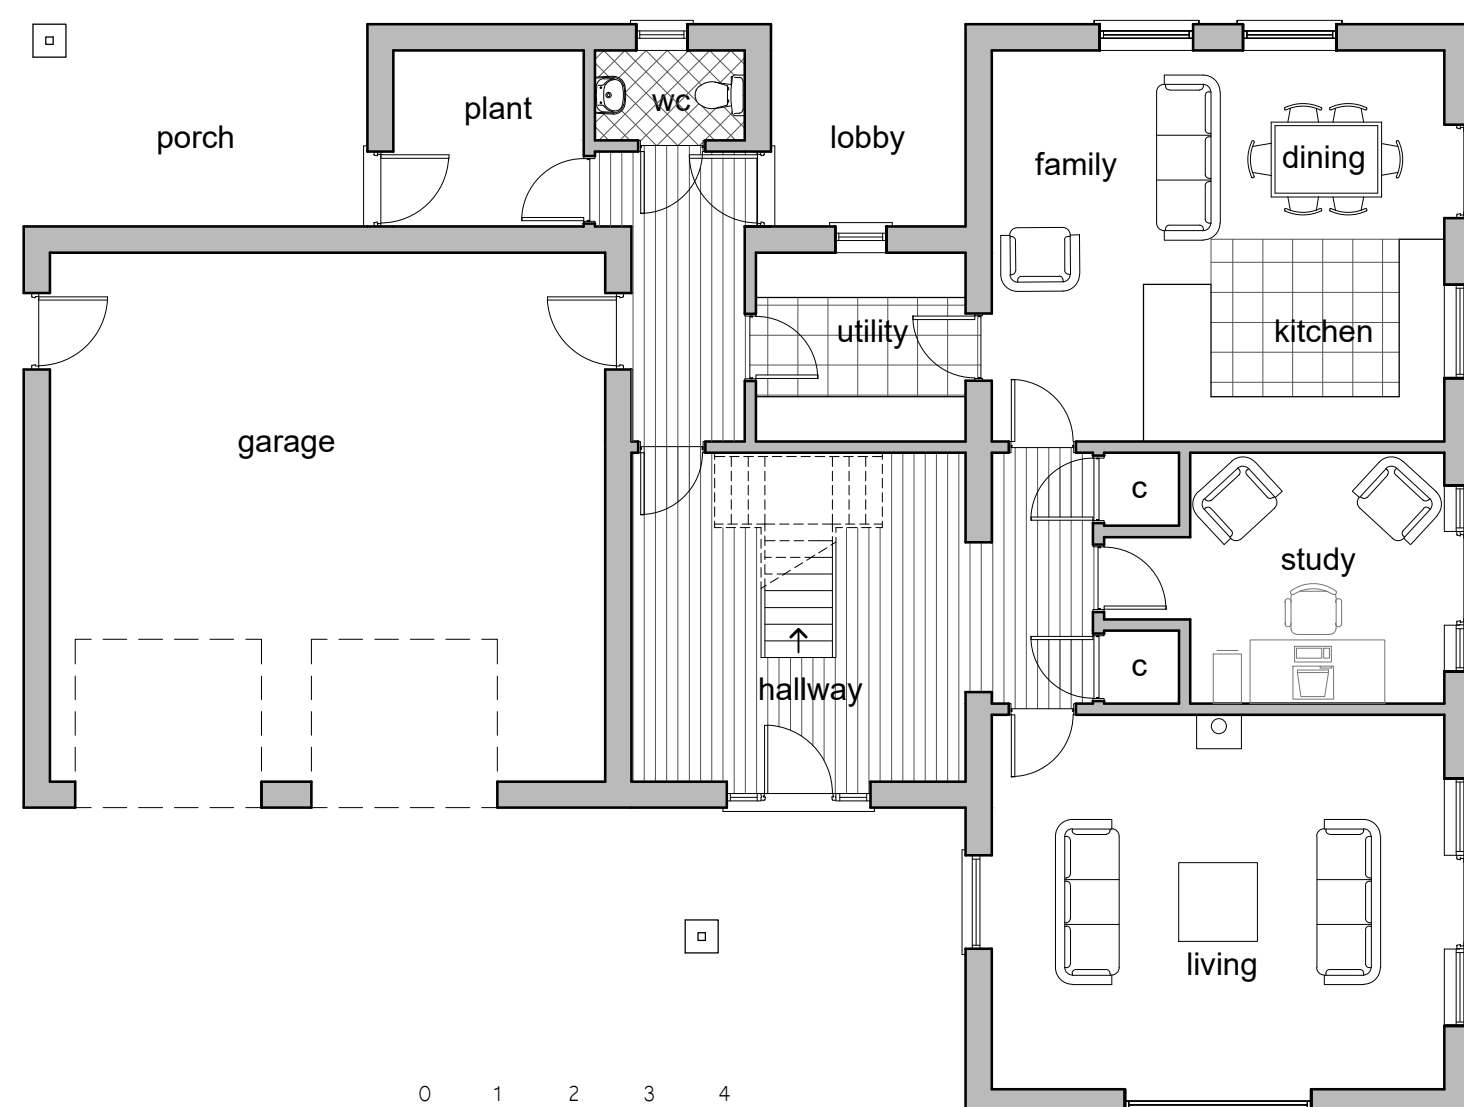 plant
wc
porch
lobby
family
dining
utility
kitchen
garage
c
study
c
hallway
living
0 1 2 3 4